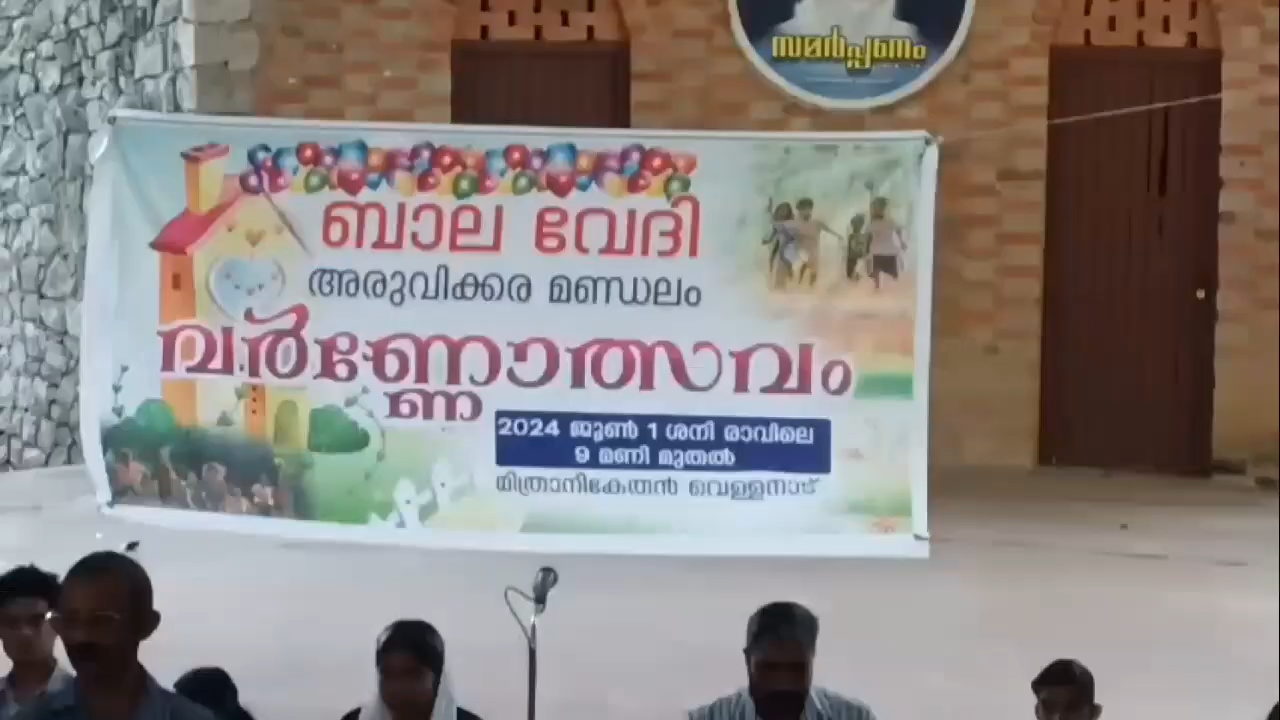 സമർപ്പണം
ബാല വേദി
അരുവിക്കര മണ്ഡലം
വർണ്ണോത്സവം
ണ്ണ
2024 ജൂൺ 1 ശനി രാവിലെ
9 മണി മുതൽ
മിത്രാനികേതൻ വെള്ളനാട്